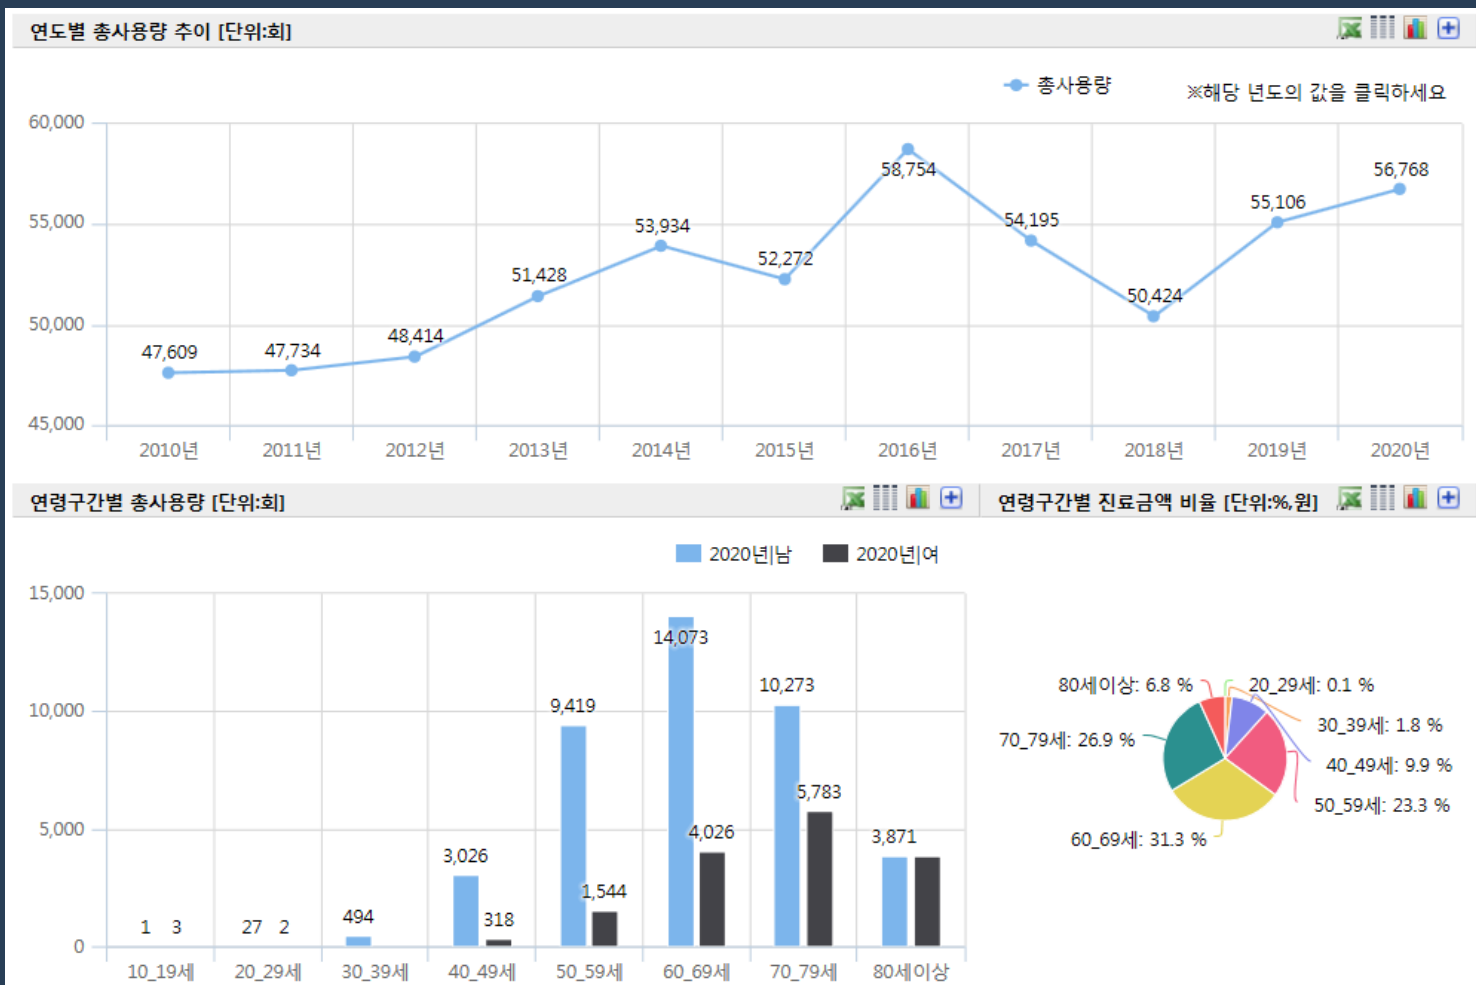 연도별 총사용량 추이 [단위:회]
총사용량
※해당 년도의 값을 클릭하세요
60,000
55,000
50,000
45,000
47,609
47,734
48,414
51,428
53,934
52,272
58,754
54,195
50,424
55,106
56,768
2010년 2011년 2012년 2013년 2014년 2015년 2016년 2017년 2018년 2019년 2020년
연령구간별 총사용량 [단위:회]
2020년|남 2020년|여
15,000
10,000
5,000
0
1 3
27 2
494
3,026
318
9,419
1,544
14,073
4,026
10,273
5,783
3,871
10_19세 20_29세 30_39세 40_49세 50_59세 60_69세 70_79세 80세이상
연령구간별 진료금액 비율 [단위:%,원]
80세이상: 6.8 %
20_29세: 0.1 %
30_39세: 1.8 %
70_79세: 26.9 %
40_49세: 9.9 %
50_59세: 23.3 %
60_69세: 31.3 %